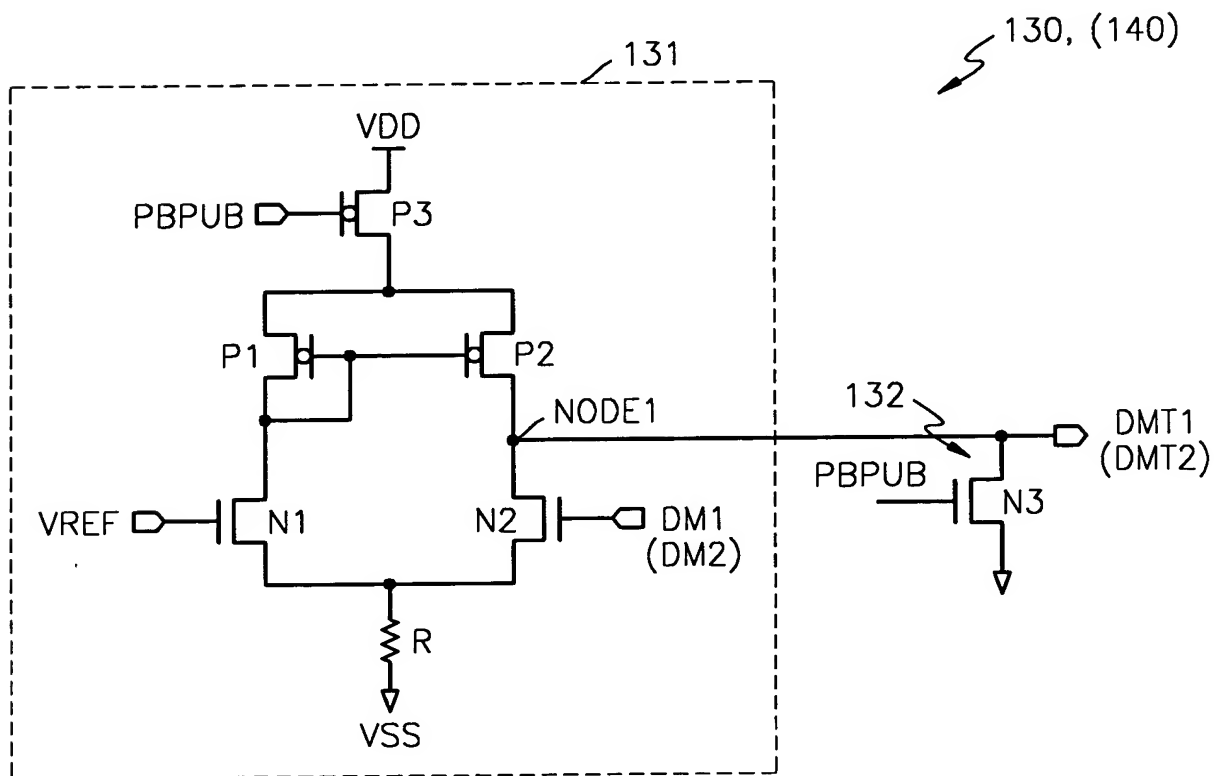 130, (140)
131
VDD
PBPUB
P3
P1
P2
NODE1
132
DMT1
(DMT2)
PBPUB
N3
VREF
N1
N2
DM1
(DM2)
R
VSS